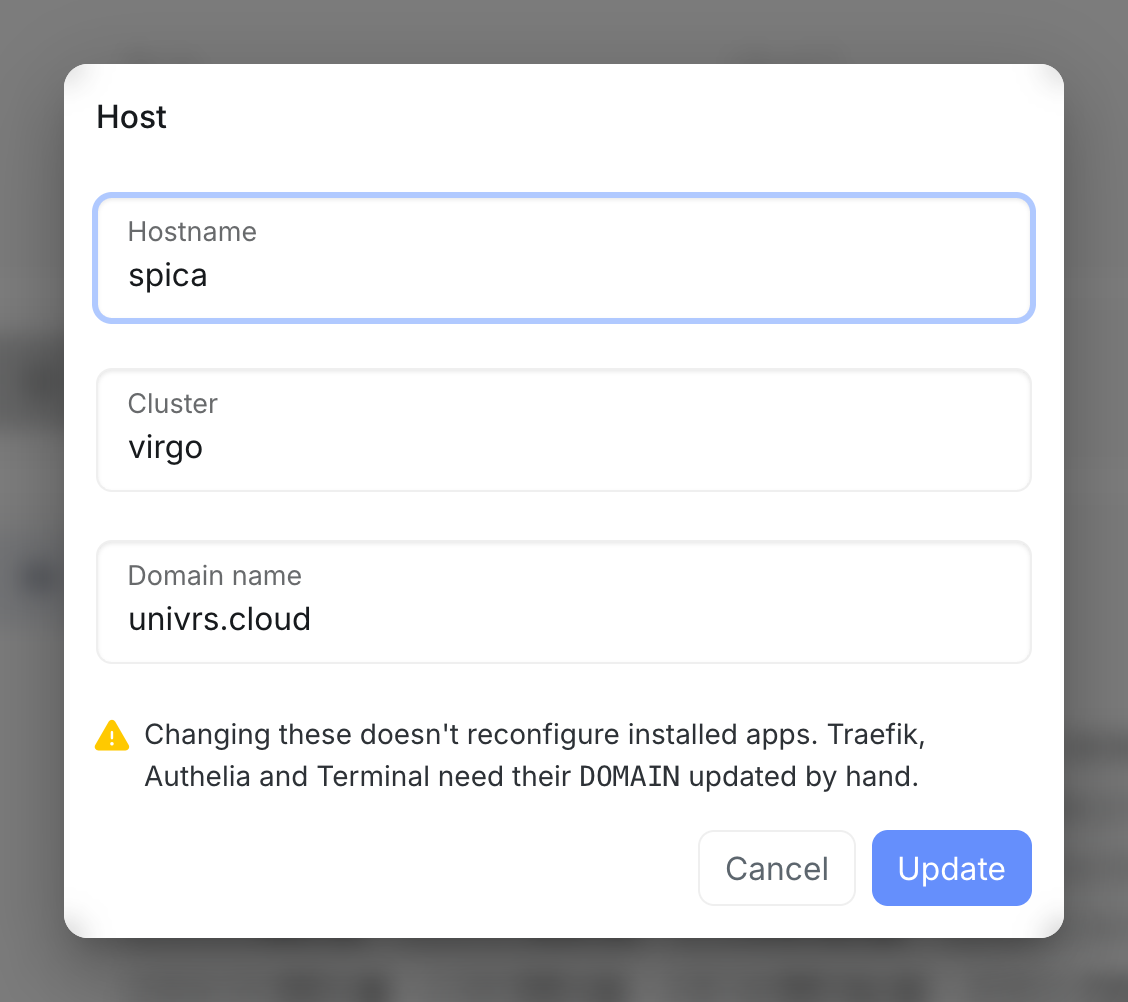 Host
Hostname
spica
Cluster
virgo
Domain name
univrs.cloud
Changing these doesn't reconfigure installed apps. Traefik,
Authelia and Terminal need their DOMAIN updated by hand.
Cancel
Update